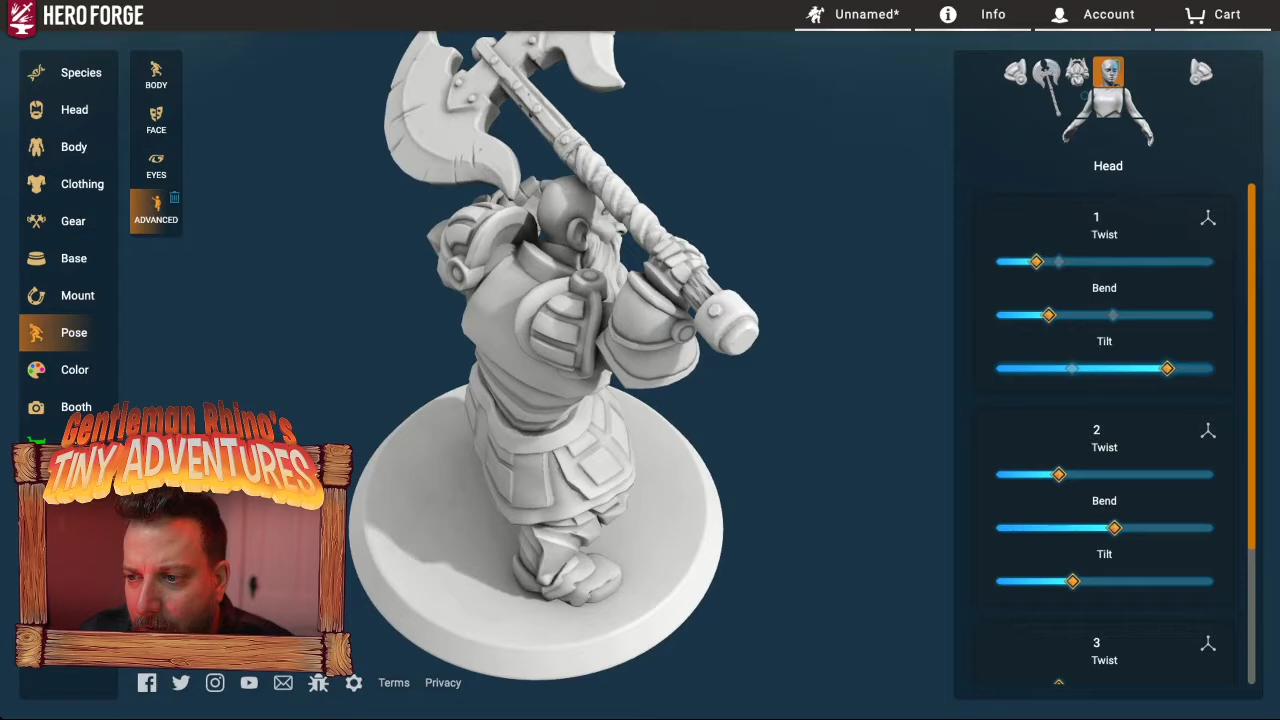 HERO FORGE
Unnamed*
Info
Account
Cart
Species
Head
Body
Clothing
Gear
Base
Mount
Pose
Color
Booth
BODY
FACE
EYES
ADVANCED
Head
1
Twist
Bend
Tilt
2
Twist
Bend
Tilt
3
Twist
Gentleman Rhino's
TINY ADVENTURES
Terms
Privacy